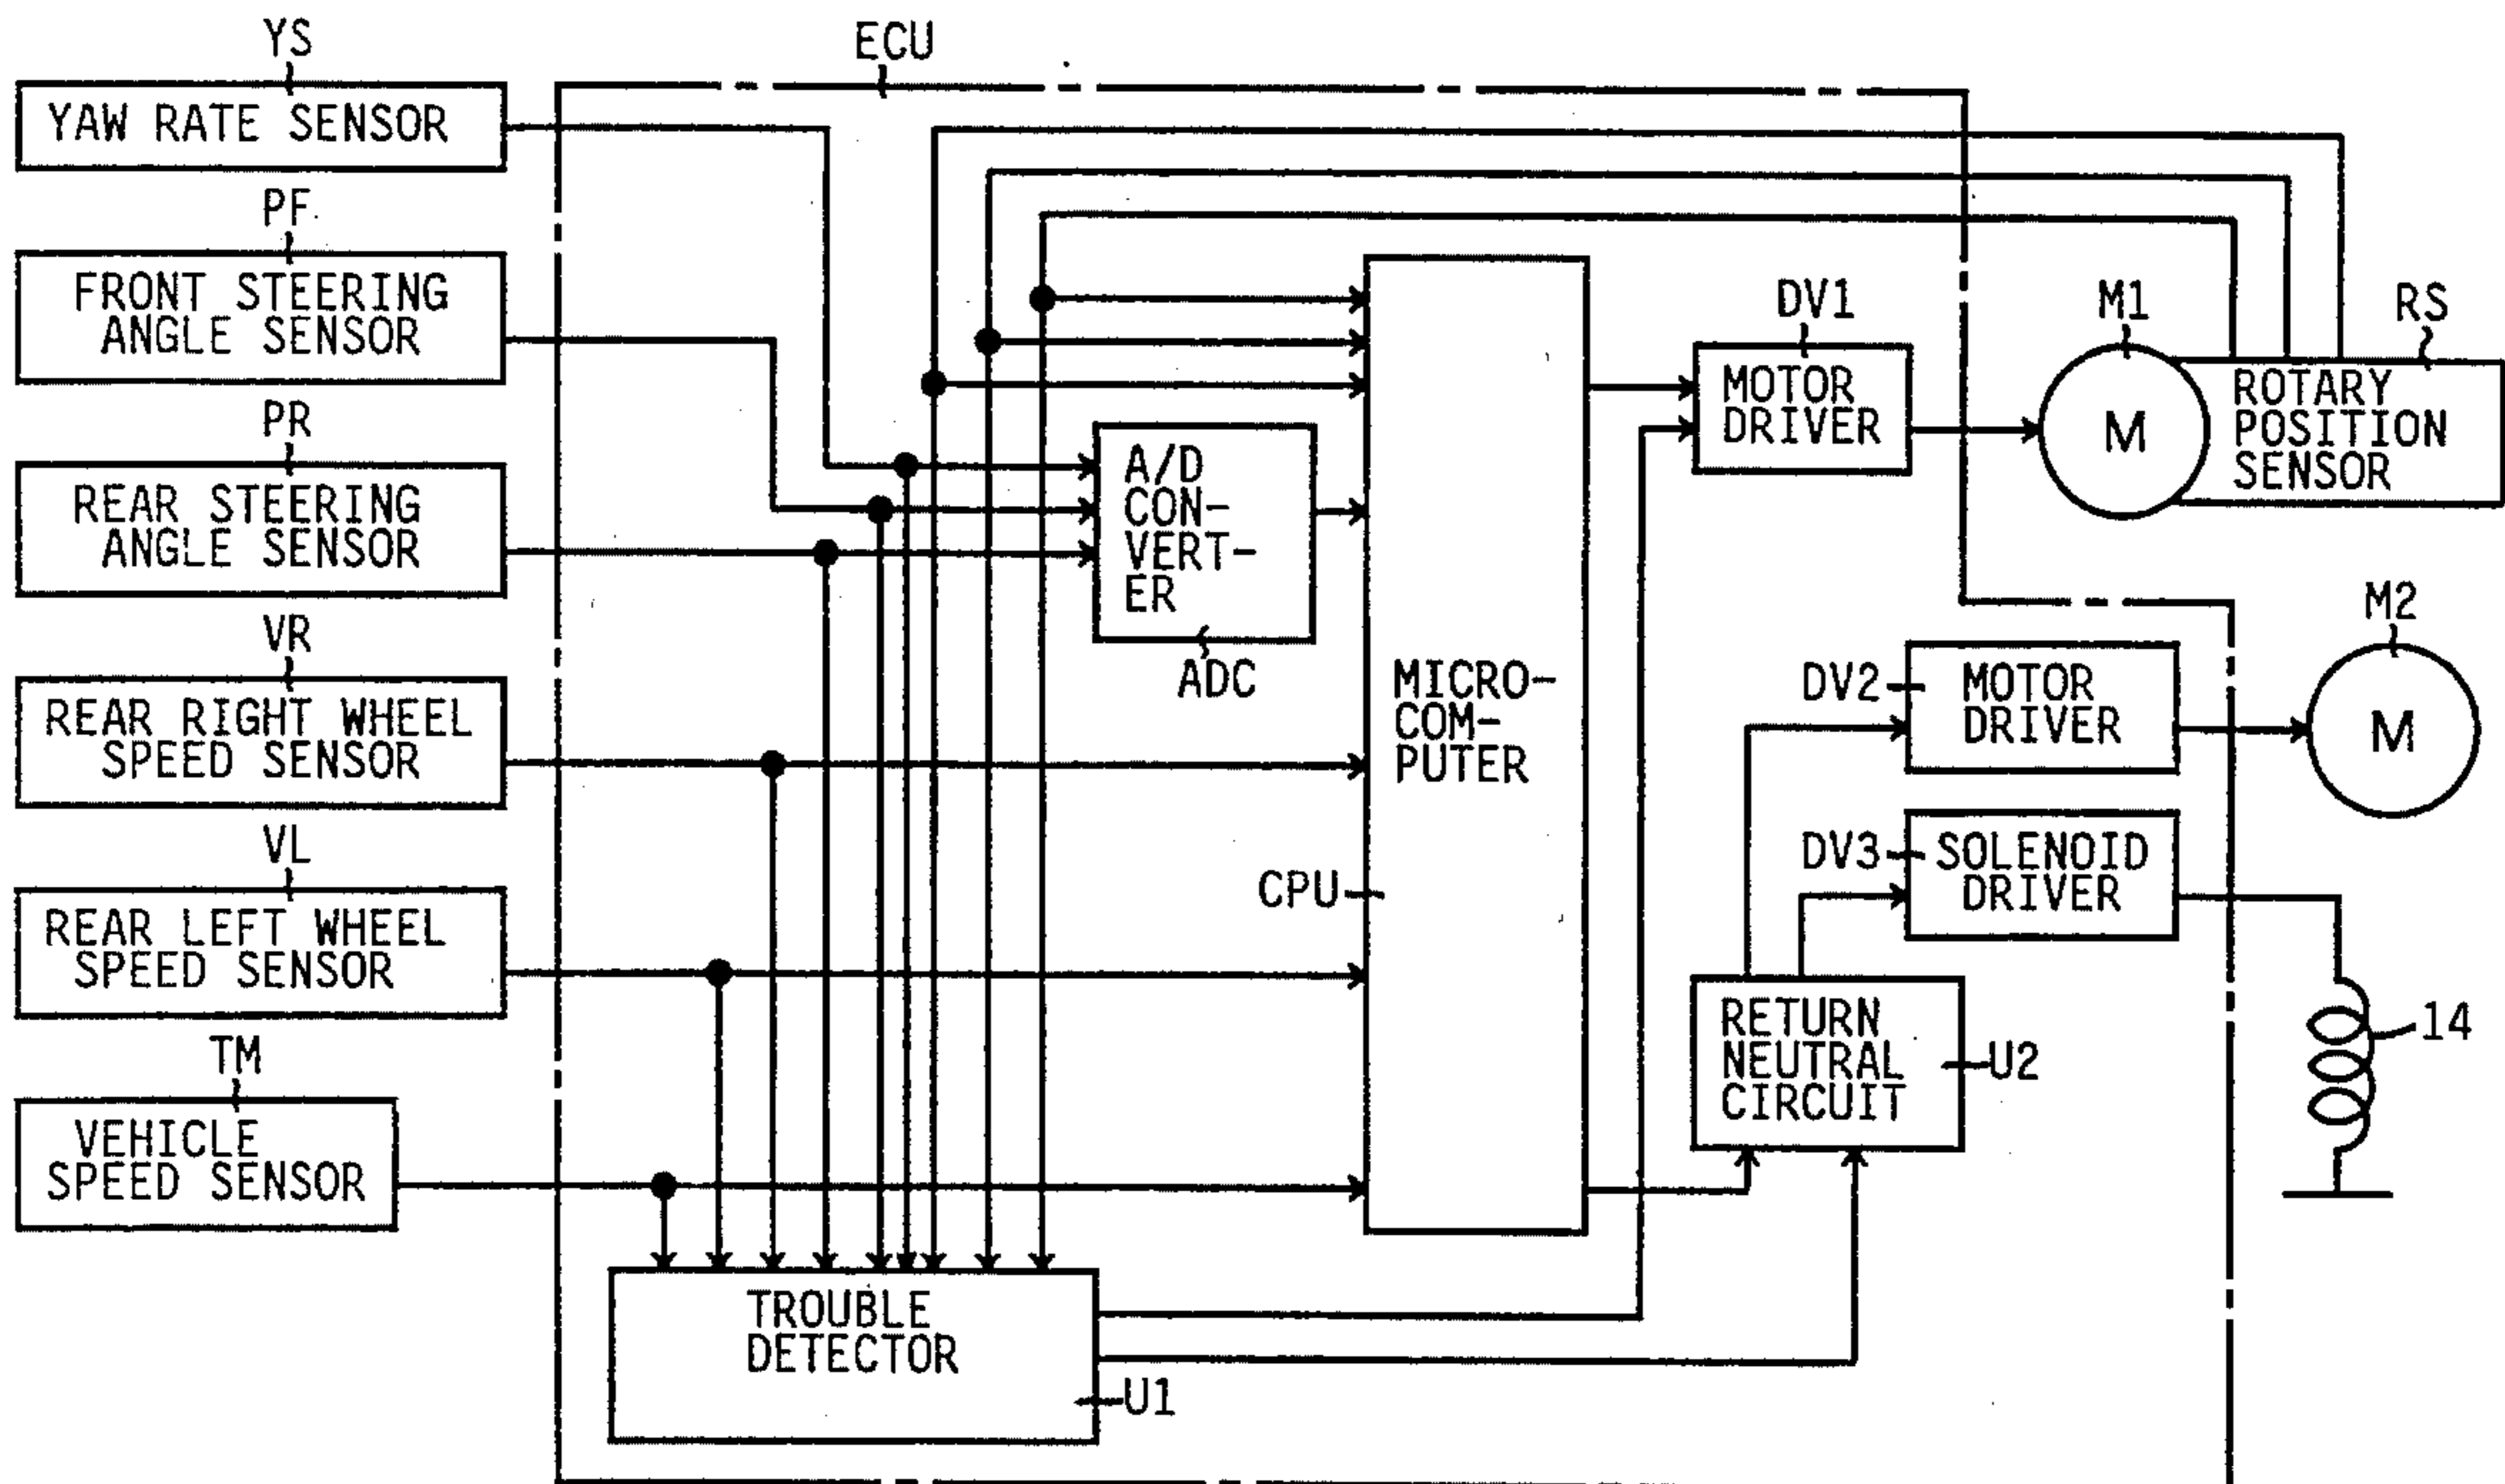 YS
ECU
YAW RATE SENSOR
PF
FRONT STEERING
ANGLE SENSOR
PR
REAR STEERING
ANGLE SENSOR
VR
REAR RIGHT WHEEL
SPEED SENSOR
VL
REAR LEFT WHEEL
SPEED SENSOR
TM
VEHICLE
SPEED SENSOR
A/D
CON-
VERT-
ER
ADC
MICRO-
COM-
PUTER
CPU
TROUBLE
DETECTOR
U1
DV1
MOTOR
DRIVER
M1
M
RS
ROTARY
POSITION
SENSOR
DV2
MOTOR
DRIVER
M2
M
DV3
SOLENOID
DRIVER
RETURN
NEUTRAL
CIRCUIT
U2
14